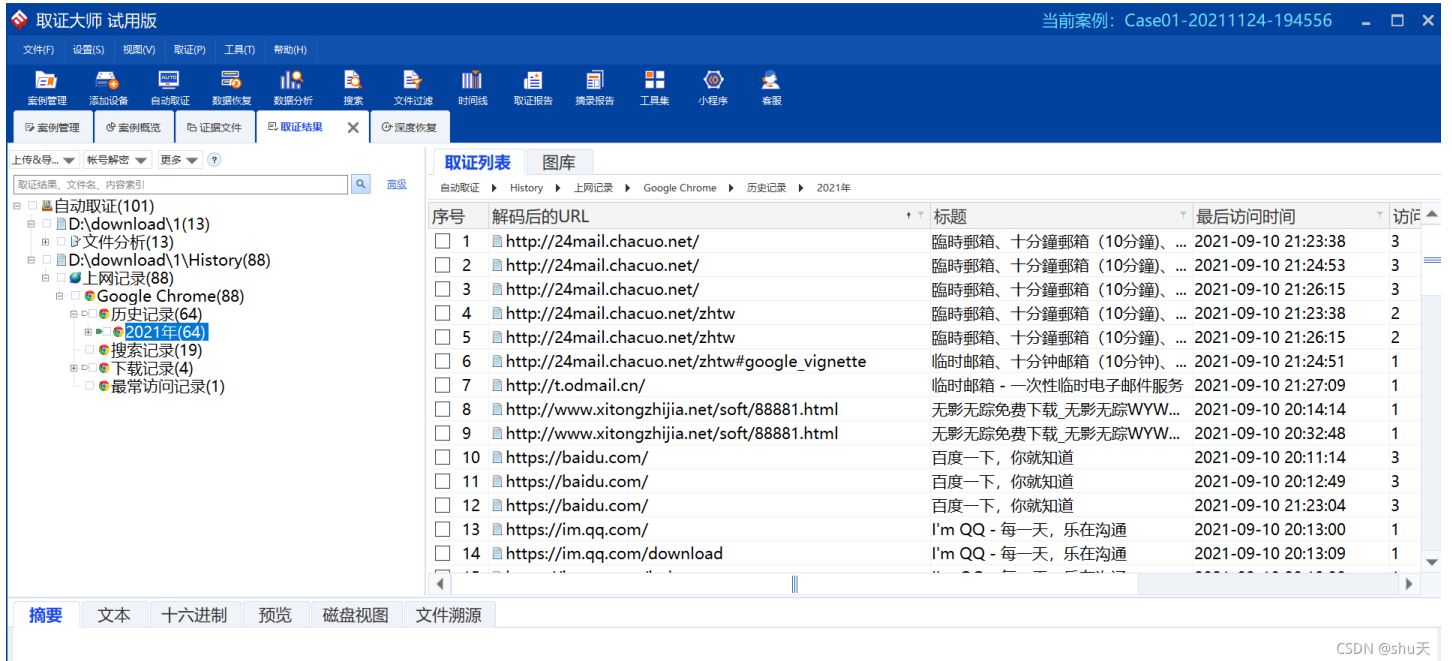 取证大师 试用版 当前案例：Case01-20211124-194556
文件(F) 设置(S) 视图(V) 取证(P) 工具(T) 帮助(H)
案例管理 添加设备 自动取证 数据恢复 数据分析 搜索 文件过滤 时间线 取证报告 摘录报告 工具集 小程序 客服
案例管理 案例概览 证据文件 取证结果 深度恢复
上传&导... 帐号解密 更多 ?
取证结果、文件名、内容索引 高级
自动取证(101)
D:\download\1(13)
文件分析(13)
D:\download\1\History(88)
上网记录(88)
Google Chrome(88)
历史记录(64)
2021年(64)
搜索记录(19)
下载记录(4)
最常访问记录(1)
取证列表 图库
自动取证 History 上网记录 Google Chrome 历史记录 2021年
序号 解码后的URL 标题 最后访问时间 访问
1 http://24mail.chacuo.net/ 臨時郵箱、十分鐘郵箱（10分鐘)、... 2021-09-10 21:23:38 3
2 http://24mail.chacuo.net/ 臨時郵箱、十分鐘郵箱（10分鐘)、... 2021-09-10 21:24:53 3
3 http://24mail.chacuo.net/ 臨時郵箱、十分鐘郵箱（10分鐘)、... 2021-09-10 21:26:15 3
4 http://24mail.chacuo.net/zhtw 臨時郵箱、十分鐘郵箱（10分鐘)、... 2021-09-10 21:23:38 2
5 http://24mail.chacuo.net/zhtw 臨時郵箱、十分鐘郵箱（10分鐘)、... 2021-09-10 21:26:15 2
6 http://24mail.chacuo.net/zhtw#google_vignette 临时邮箱、十分钟邮箱（10分钟)、... 2021-09-10 21:24:51 1
7 http://t.odmail.cn/ 临时邮箱 - 一次性临时电子邮件服务 2021-09-10 21:27:09 1
8 http://www.xitongzhijia.net/soft/88881.html 无影无踪免费下载_无影无踪WYW... 2021-09-10 20:14:14 1
9 http://www.xitongzhijia.net/soft/88881.html 无影无踪免费下载_无影无踪WYW... 2021-09-10 20:32:48 1
10 https://baidu.com/ 百度一下，你就知道 2021-09-10 20:11:14 3
11 https://baidu.com/ 百度一下，你就知道 2021-09-10 20:12:49 3
12 https://baidu.com/ 百度一下，你就知道 2021-09-10 21:23:04 3
13 https://im.qq.com/ I'm QQ - 每一天，乐在沟通 2021-09-10 20:13:00 1
14 https://im.qq.com/download I'm QQ - 每一天，乐在沟通 2021-09-10 20:13:09 1
摘要 文本 十六进制 预览 磁盘视图 文件溯源
CSDN @shu天